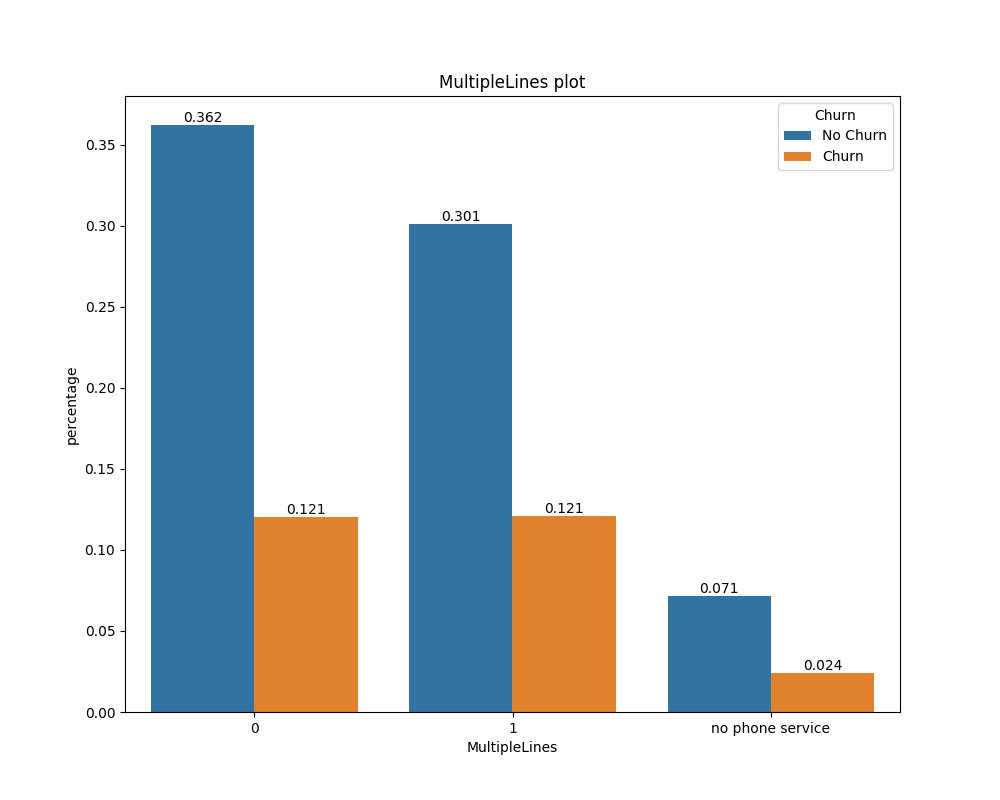 MultipleLines plot
Churn
No Churn
Churn
0.362
0.121
0.301
0.121
0.071
0.024
0.35
0.30
0.25
0.20
0.15
0.10
0.05
0.00
percentage
0
1
no phone service
MultipleLines